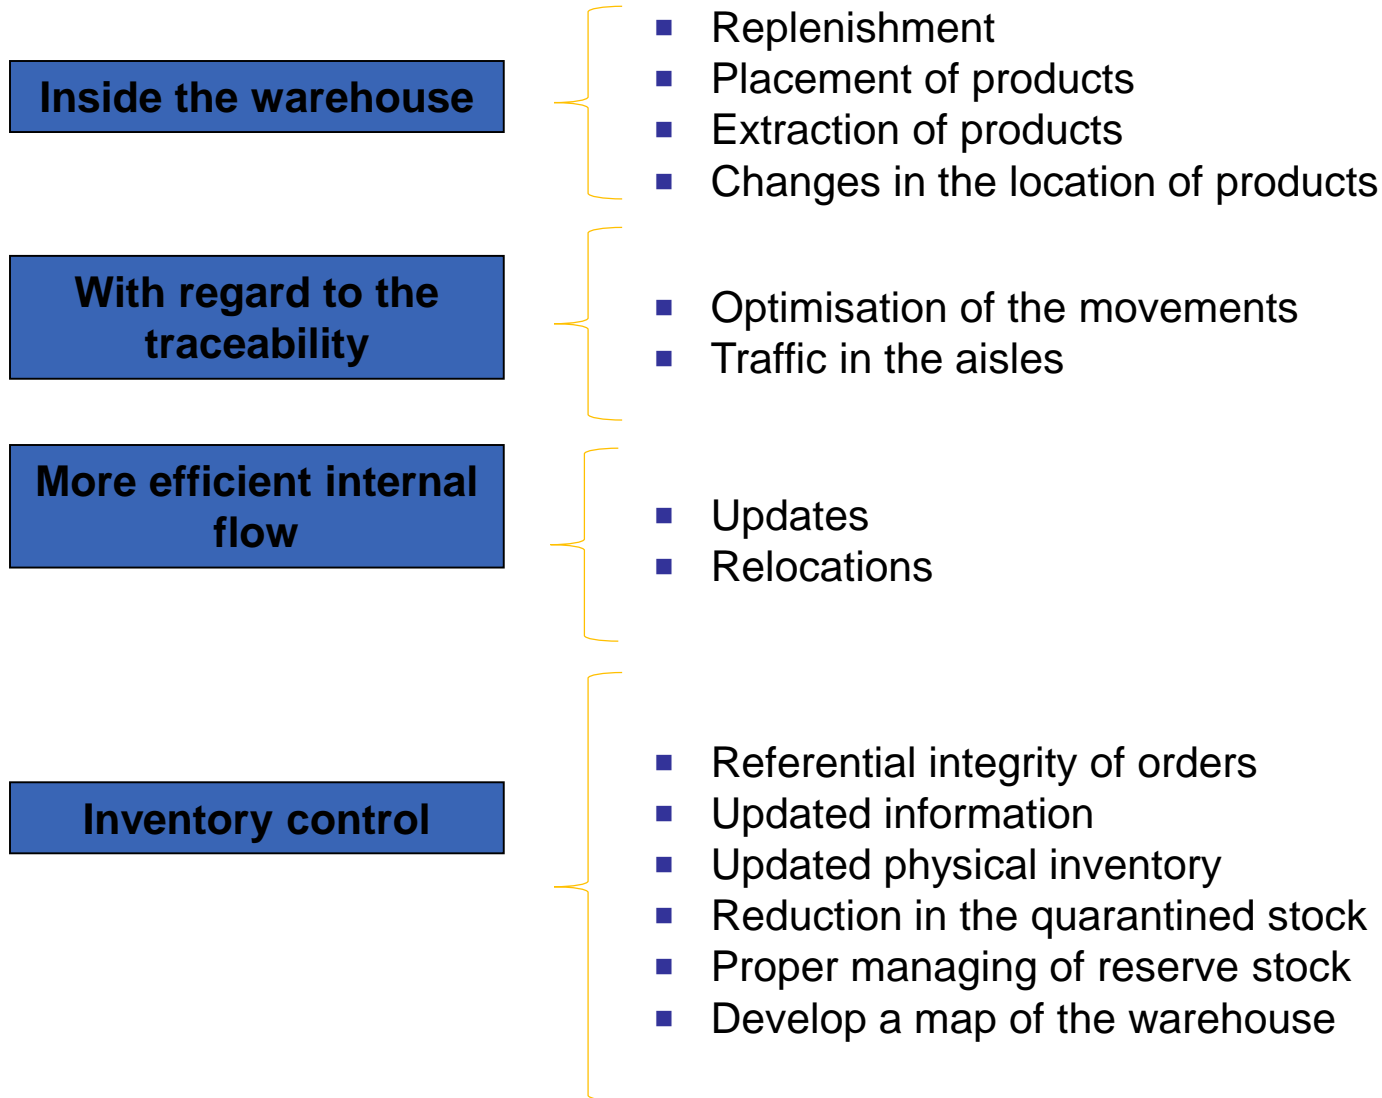 Inside the warehouse
Replenishment
Placement of products
Extraction of products
Changes in the location of products
With regard to the
traceability
Optimisation of the movements
Traffic in the aisles
More efficient internal
flow
Updates
Relocations
Inventory control
Referential integrity of orders
Updated information
Updated physical inventory
Reduction in the quarantined stock
Proper managing of reserve stock
Develop a map of the warehouse